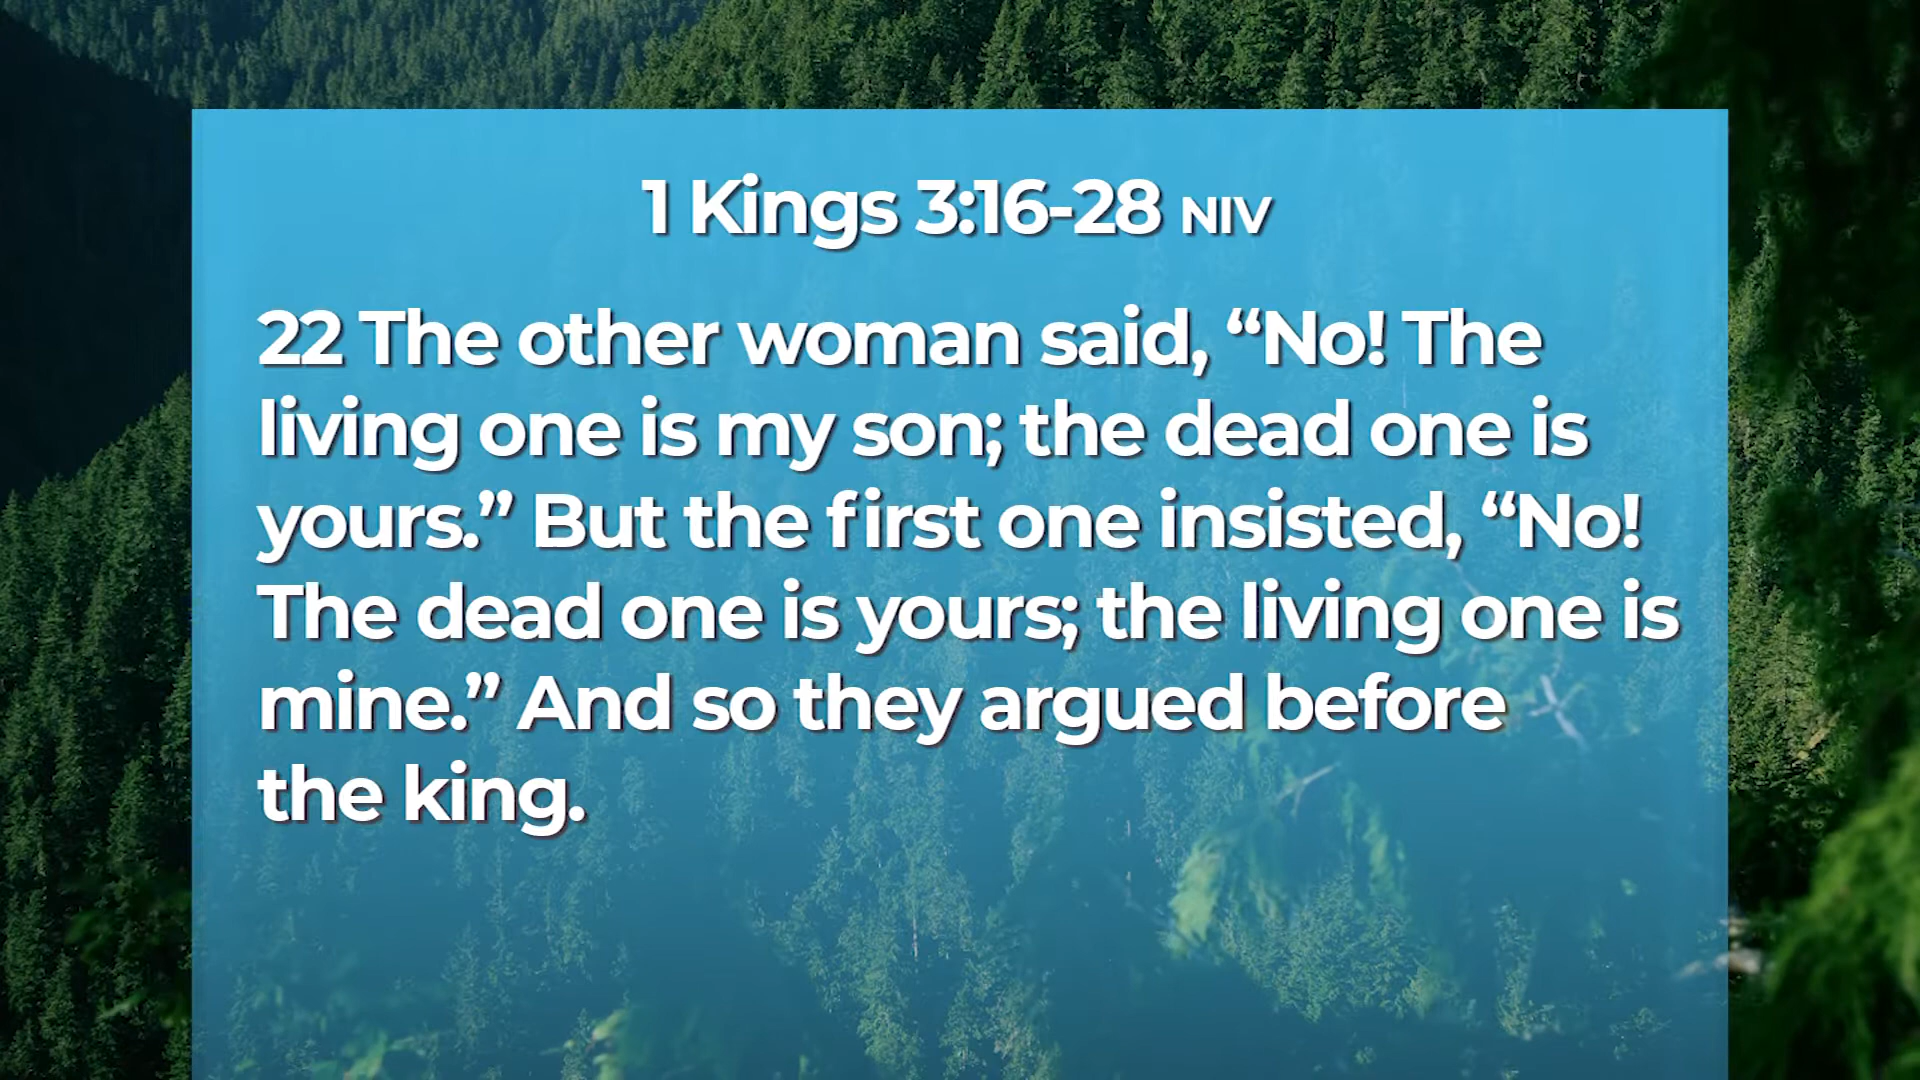 1 Kings 3:16-28 NIV
22 The other woman said, “No! The
living one is my son; the dead one is
yours.” But the first one insisted, “No!
The dead one is yours; the living one is
mine.” And so they argued before
the king.